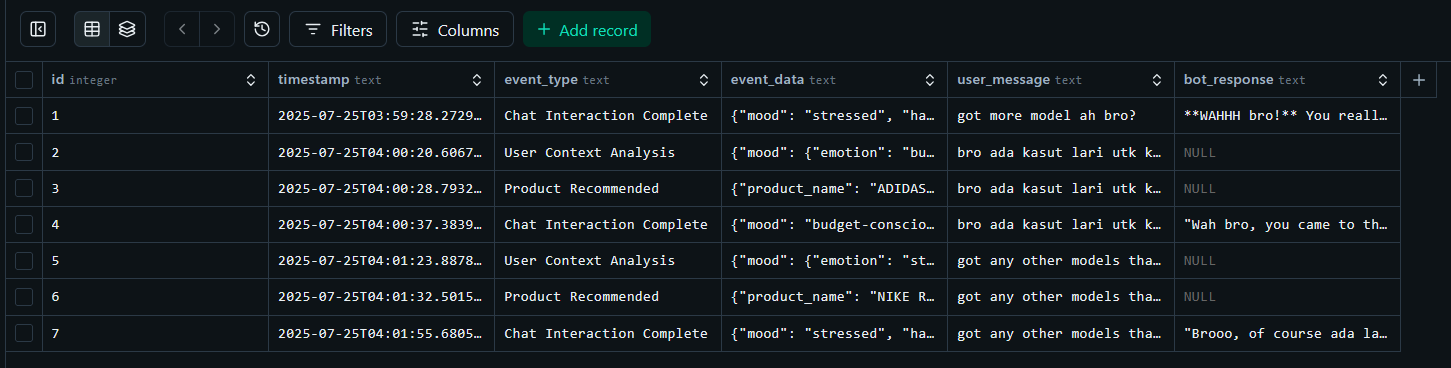 Filters Columns + Add record
id integer timestamp text event_type text event_data text user_message text bot_response text +
1 2025-07-25T03:59:28.2729… Chat Interaction Complete {"mood": "stressed", "ha… got more model ah bro? **WAHHH bro!** You reall…
2 2025-07-25T04:00:20.6067… User Context Analysis {"mood": {"emotion": "bu… bro ada kasut lari utk k… NULL
3 2025-07-25T04:00:28.7932… Product Recommended {"product_name": "ADIDAS… bro ada kasut lari utk k… NULL
4 2025-07-25T04:00:37.3839… Chat Interaction Complete {"mood": "budget-conscio… bro ada kasut lari utk k… "Wah bro, you came to th…
5 2025-07-25T04:01:23.8878… User Context Analysis {"mood": {"emotion": "st… got any other models tha… NULL
6 2025-07-25T04:01:32.5015… Product Recommended {"product_name": "NIKE R… got any other models tha… NULL
7 2025-07-25T04:01:55.6805… Chat Interaction Complete {"mood": "stressed", "ha… got any other models tha… "Brooo, of course ada la…